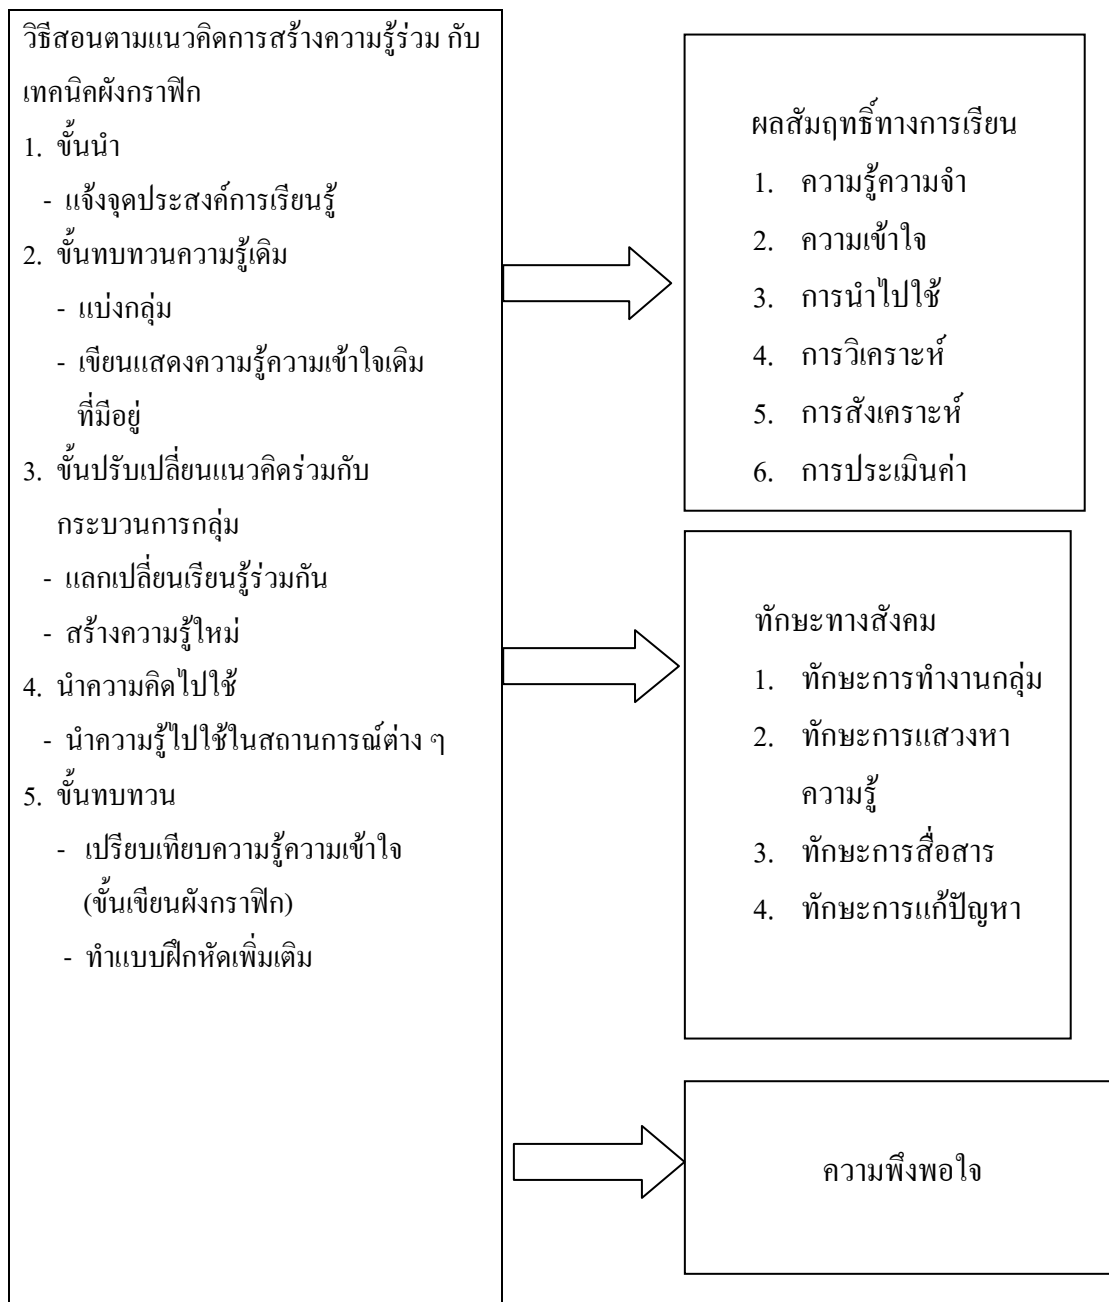 วิธีสอนตามแนวคิดการสร้างความรู้ร่วม กับ
เทคนิคผังกราฟิก
1. ขั้นนำ
- แจ้งจุดประสงค์การเรียนรู้
2. ขั้นทบทวนความรู้เดิม
- แบ่งกลุ่ม
- เขียนแสดงความรู้ความเข้าใจเดิม
ที่มีอยู่
3. ขั้นปรับเปลี่ยนแนวคิดร่วมกับ
กระบวนการกลุ่ม
- แลกเปลี่ยนเรียนรู้ร่วมกัน
- สร้างความรู้ใหม่
4. นำความคิดไปใช้
- นำความรู้ไปใช้ในสถานการณ์ต่าง ๆ
5. ขั้นทบทวน
- เปรียบเทียบความรู้ความเข้าใจ
(ขั้นเขียนผังกราฟิก)
- ทำแบบฝึกหัดเพิ่มเติม
ผลสัมฤทธิ์ทางการเรียน
1. ความรู้ความจำ
2. ความเข้าใจ
3. การนำไปใช้
4. การวิเคราะห์
5. การสังเคราะห์
6. การประเมินค่า
ทักษะทางสังคม
1. ทักษะการทำงานกลุ่ม
2. ทักษะการแสวงหา
ความรู้
3. ทักษะการสื่อสาร
4. ทักษะการแก้ปัญหา
ความพึงพอใจ